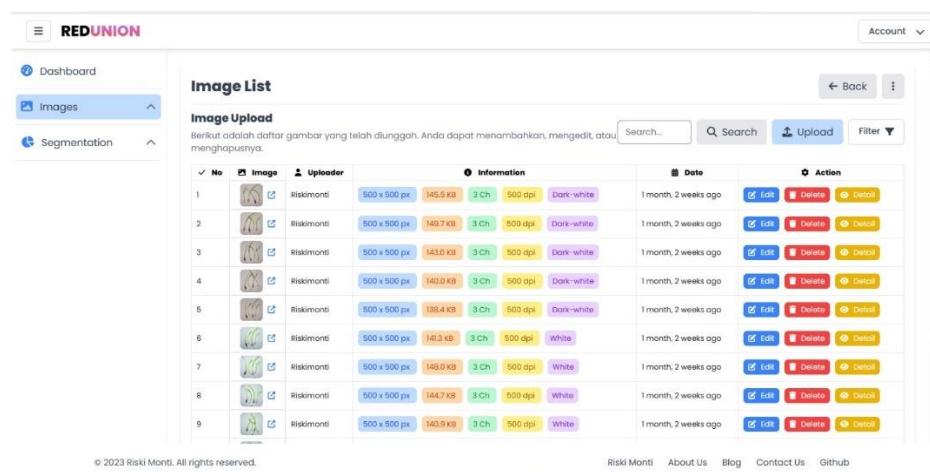 REDUNION
Account
Dashboard
Images
Segmentation
Image List
Back
Image Upload
Berikut adalah daftar gambar yang telah diunggah. Anda dapat menambahkan, mengedit, atau
menghapusnya.
Search...
Search
Upload
Filter
No Image Uploader Information Date Action
1 Riskimonti 500 x 500 px 145.5 KB 3 Ch 500 dpi Dark-white 1 month, 2 weeks ago Edit Delete Detail
2 Riskimonti 500 x 500 px 149.7 KB 3 Ch 500 dpi Dark-white 1 month, 2 weeks ago Edit Delete Detail
3 Riskimonti 500 x 500 px 143.0 KB 3 Ch 500 dpi Dark-white 1 month, 2 weeks ago Edit Delete Detail
4 Riskimonti 500 x 500 px 140.0 KB 3 Ch 500 dpi Dark-white 1 month, 2 weeks ago Edit Delete Detail
5 Riskimonti 500 x 500 px 138.4 KB 3 Ch 500 dpi Dark-white 1 month, 2 weeks ago Edit Delete Detail
6 Riskimonti 500 x 500 px 141.3 KB 3 Ch 500 dpi White 1 month, 2 weeks ago Edit Delete Detail
7 Riskimonti 500 x 500 px 148.0 KB 3 Ch 500 dpi White 1 month, 2 weeks ago Edit Delete Detail
8 Riskimonti 500 x 500 px 144.7 KB 3 Ch 500 dpi White 1 month, 2 weeks ago Edit Delete Detail
9 Riskimonti 500 x 500 px 140.9 KB 3 Ch 500 dpi White 1 month, 2 weeks ago Edit Delete Detail
© 2023 Riski Monti. All rights reserved.
Riski Monti About Us Blog Contact Us Github